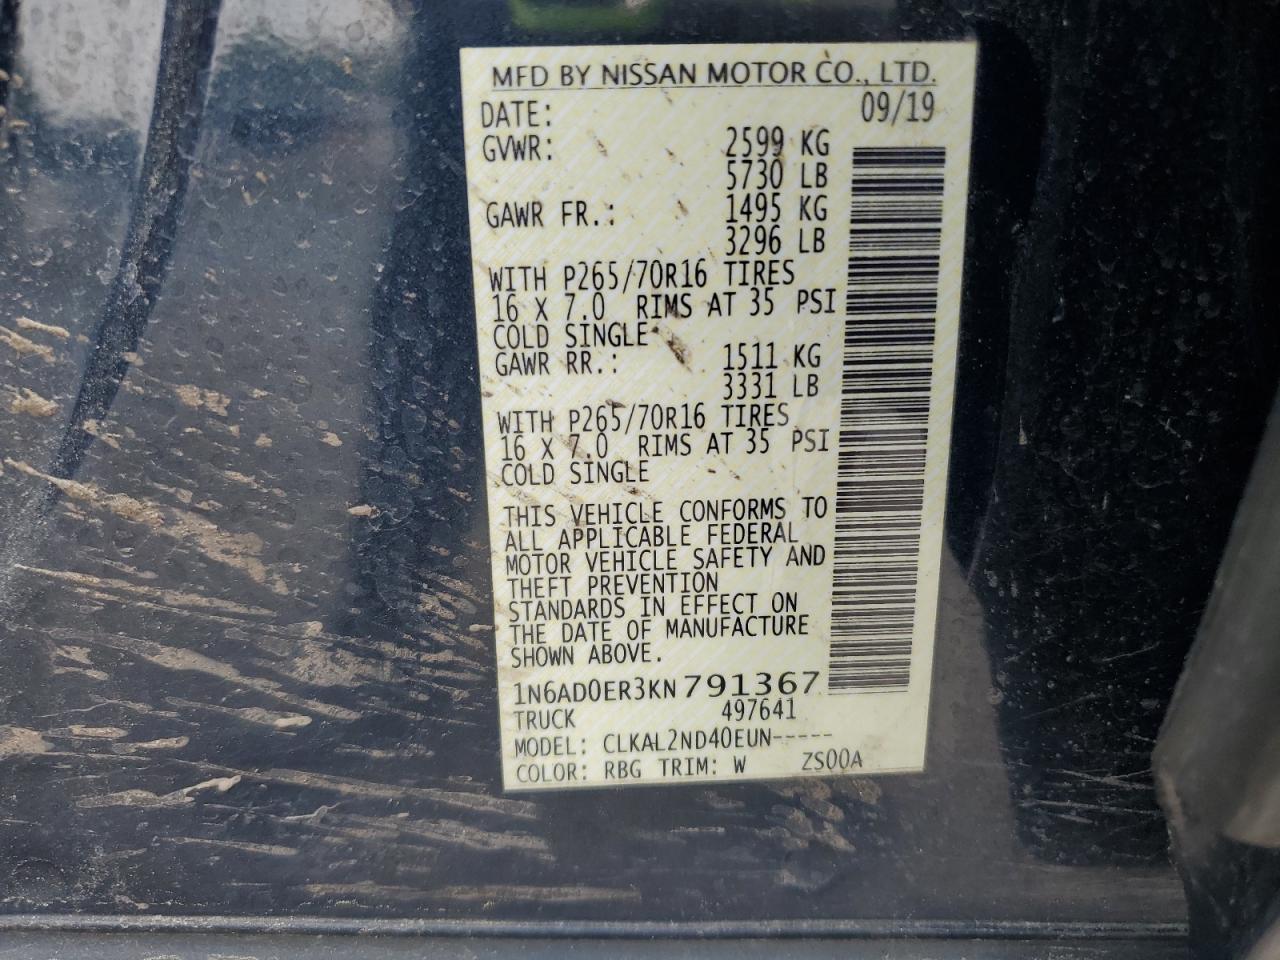 MFD BY NISSAN MOTOR CO., LTD.
DATE: 09/19
GVWR: 2599 KG
5730 LB
GAWR FR.: 1495 KG
3296 LB
WITH P265/70R16 TIRES
16 X 7.0 RIMS AT 35 PSI
COLD SINGLE
GAWR RR.: 1511 KG
3331 LB
WITH P265/70R16 TIRES
16 X 7.0 RIMS AT 35 PSI
COLD SINGLE
THIS VEHICLE CONFORMS TO
ALL APPLICABLE FEDERAL
MOTOR VEHICLE SAFETY AND
THEFT PREVENTION
STANDARDS IN EFFECT ON
THE DATE OF MANUFACTURE
SHOWN ABOVE.
1N6AD0ER3KN791367
TRUCK 497641
MODEL: CLKAL2ND40EUN-----
COLOR: RBG TRIM: W ZS00A